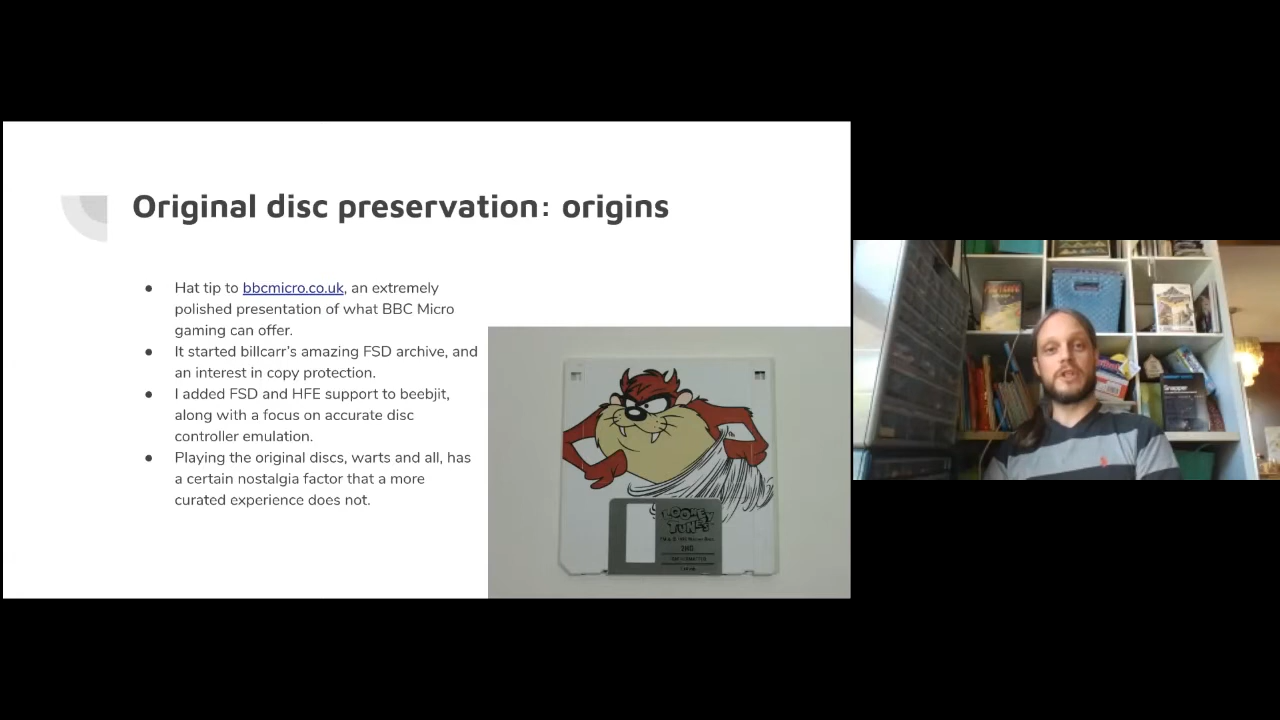 Original disc preservation: origins
● Hat tip to bbcmicro.co.uk, an extremely
polished presentation of what BBC Micro
gaming can offer.
● It started billcarr's amazing FSD archive, and
an interest in copy protection.
● I added FSD and HFE support to beebjit,
along with a focus on accurate disc
controller emulation.
● Playing the original discs, warts and all, has
a certain nostalgia factor that a more
curated experience does not.
LOONEY
TUNES
Snapper